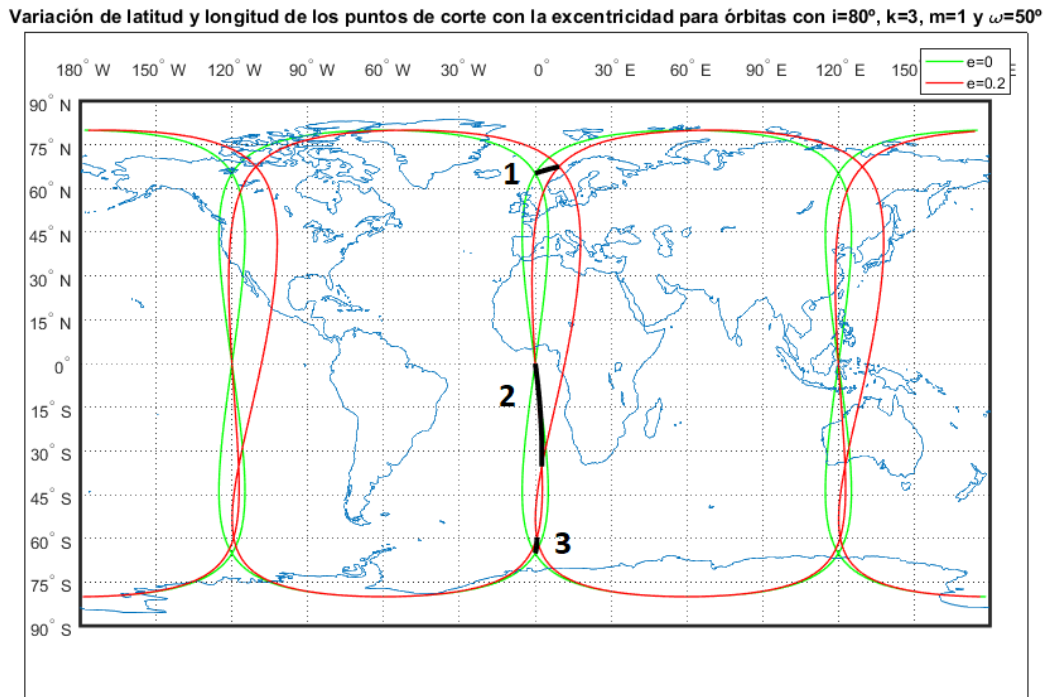 Variación de latitud y longitud de los puntos de corte con la excentricidad para órbitas con i=80º, k=3, m=1 y ω=50º
e=0
e=0.2
180° W 150° W 120° W 90° W 60° W 30° W 0° 30° E 60° E 90° E 120° E 150 E
90° N
75° N
60° N
45° N
30° N
15° N
0°
15° S
30° S
45° S
60° S
75° S
90° S
1
2
3